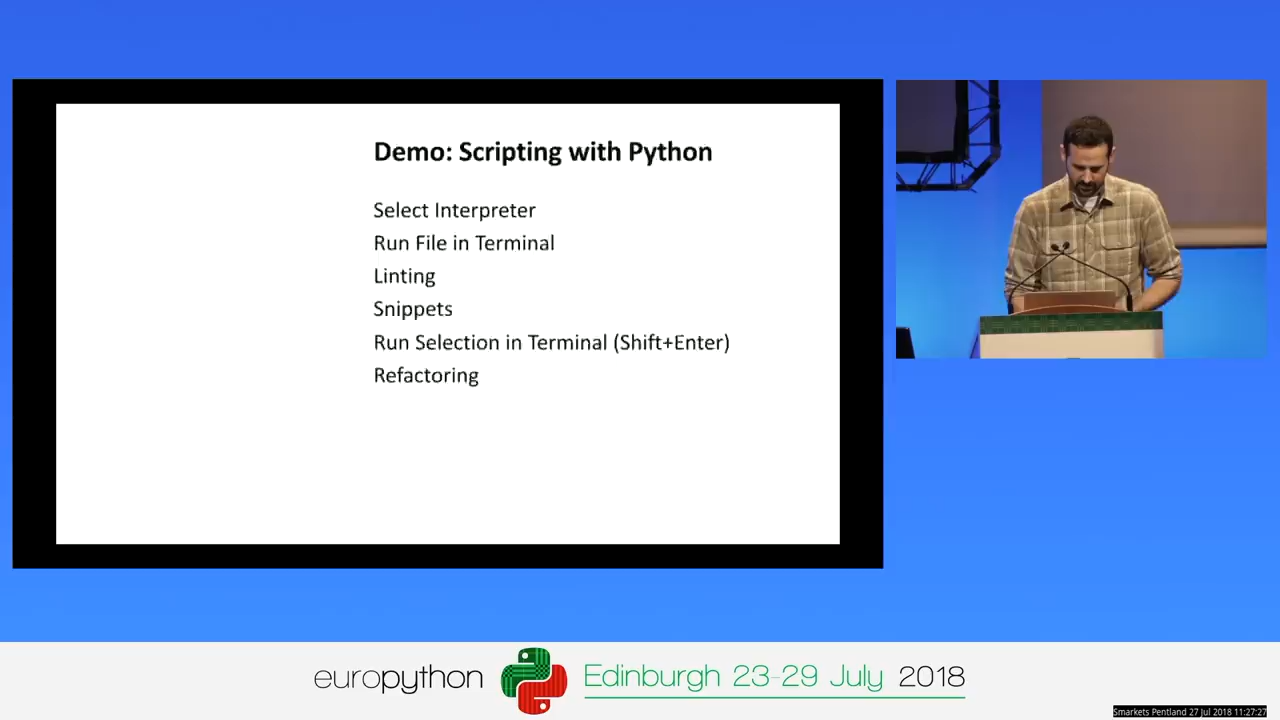 Demo: Scripting with Python
Select Interpreter
Run File in Terminal
Linting
Snippets
Run Selection in Terminal (Shift+Enter)
Refactoring
europython
Edinburgh 23-29 July 2018
Smarkets Pentland 27 Jul 2018 11:27:27